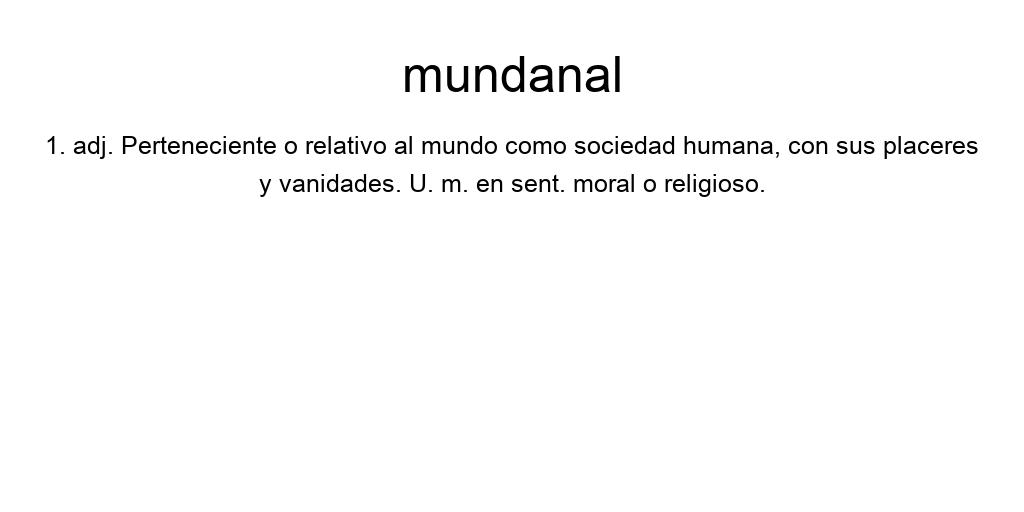 mundanal
1. adj. Perteneciente o relativo al mundo como sociedad humana, con sus placeres
y vanidades. U. m. en sent. moral o religioso.